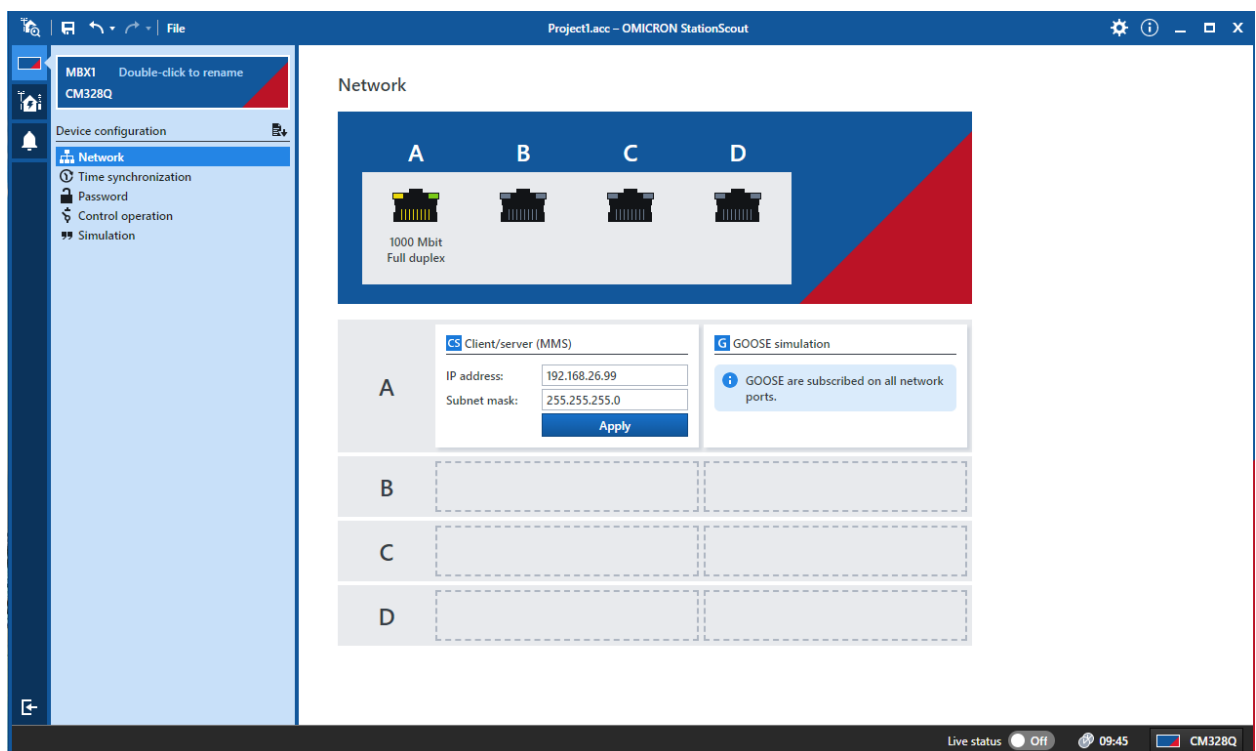 File
Project1.acc – OMICRON StationScout
MBX1 Double-click to rename
CM328Q
Device configuration
Network
Time synchronization
Password
Control operation
Simulation
Network
A B C D
1000 Mbit
Full duplex
A
CS Client/server (MMS)
IP address: 192.168.26.99
Subnet mask: 255.255.255.0
Apply
G GOOSE simulation
GOOSE are subscribed on all network
ports.
B
C
D
Live status Off 09:45 CM328Q